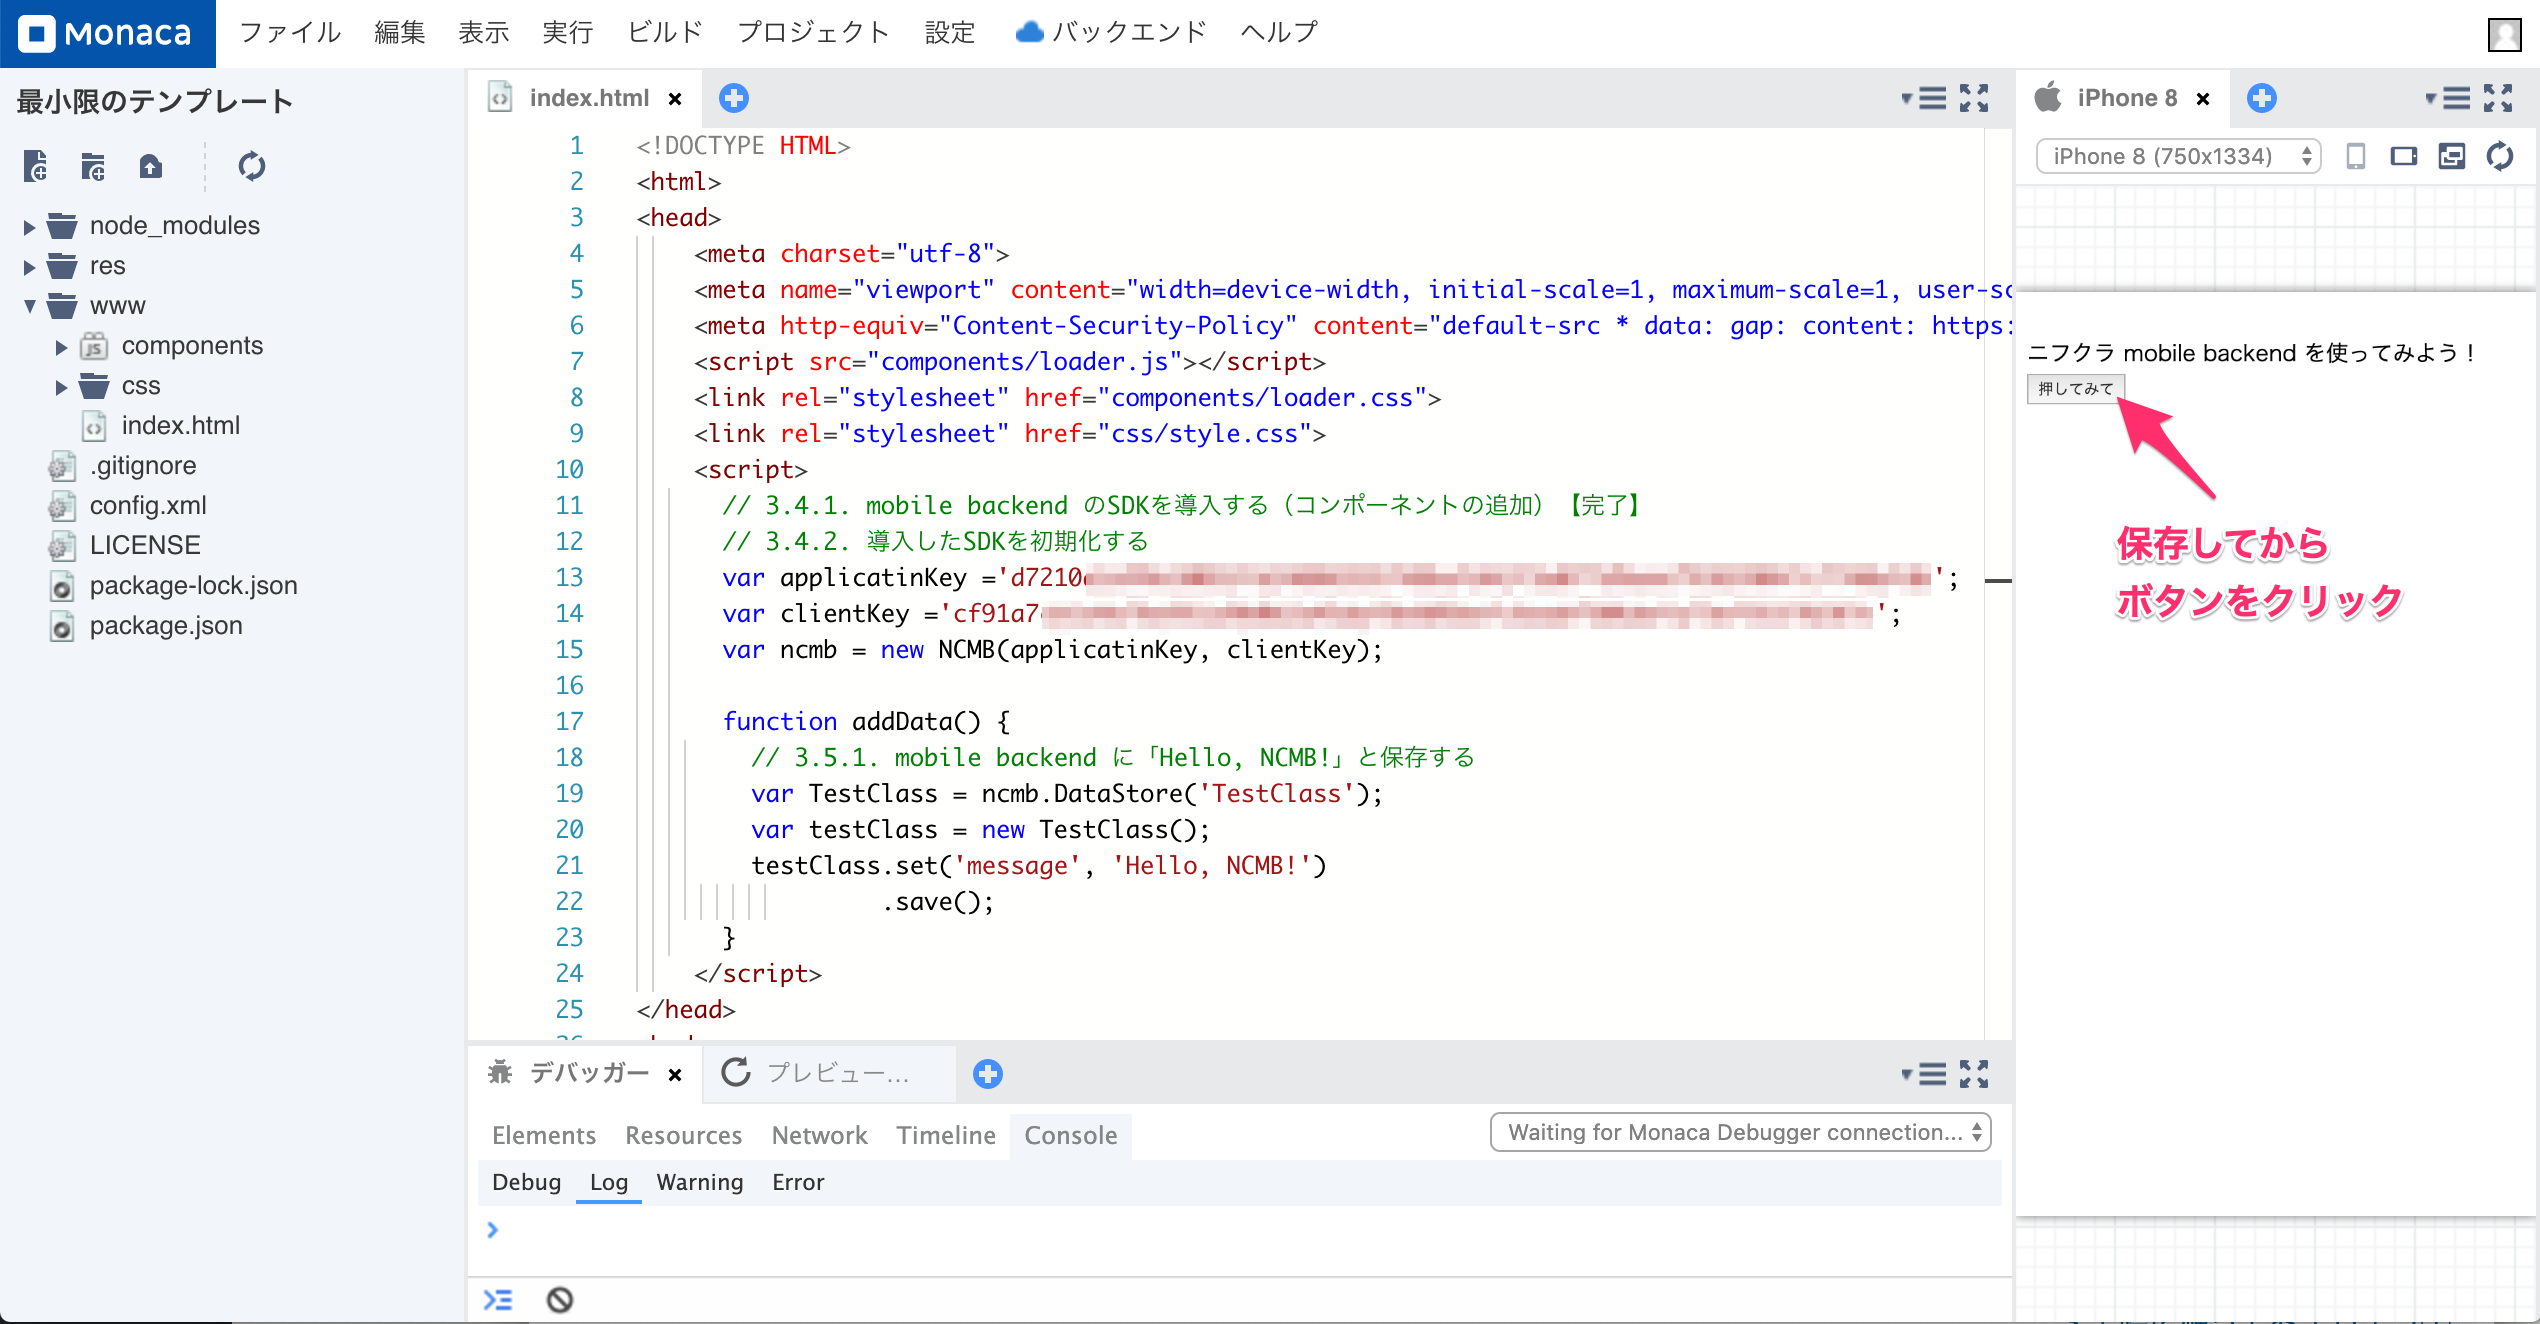 Monaca ファイル 編集 表示 実行 ビルド プロジェクト 設定 バックエンド ヘルプ
最小限のテンプレート
node_modules
res
www
components
css
index.html
.gitignore
config.xml
LICENSE
package-lock.json
package.json
index.html
1 <!DOCTYPE HTML>
2 <html>
3 <head>
4 <meta charset="utf-8">
5 <meta name="viewport" content="width=device-width, initial-scale=1, maximum-scale=1, user-sc
6 <meta http-equiv="Content-Security-Policy" content="default-src * data: gap: content: https:
7 <script src="components/loader.js"></script>
8 <link rel="stylesheet" href="components/loader.css">
9 <link rel="stylesheet" href="css/style.css">
10 <script>
11 // 3.4.1. mobile backend のSDKを導入する（コンポーネントの追加）【完了】
12 // 3.4.2. 導入したSDKを初期化する
13 var applicatinKey ='d7210 ';
14 var clientKey ='cf91a7 ';
15 var ncmb = new NCMB(applicatinKey, clientKey);
16
17 function addData() {
18 // 3.5.1. mobile backend に「Hello, NCMB!」と保存する
19 var TestClass = ncmb.DataStore('TestClass');
20 var testClass = new TestClass();
21 testClass.set('message', 'Hello, NCMB!')
22 .save();
23 }
24 </script>
25 </head>
デバッガー プレビュー...
Elements Resources Network Timeline Console Waiting for Monaca Debugger connection...
Debug Log Warning Error
iPhone 8
iPhone 8 (750x1334)
ニフクラ mobile backend を使ってみよう！
押してみて
保存してから
ボタンをクリック